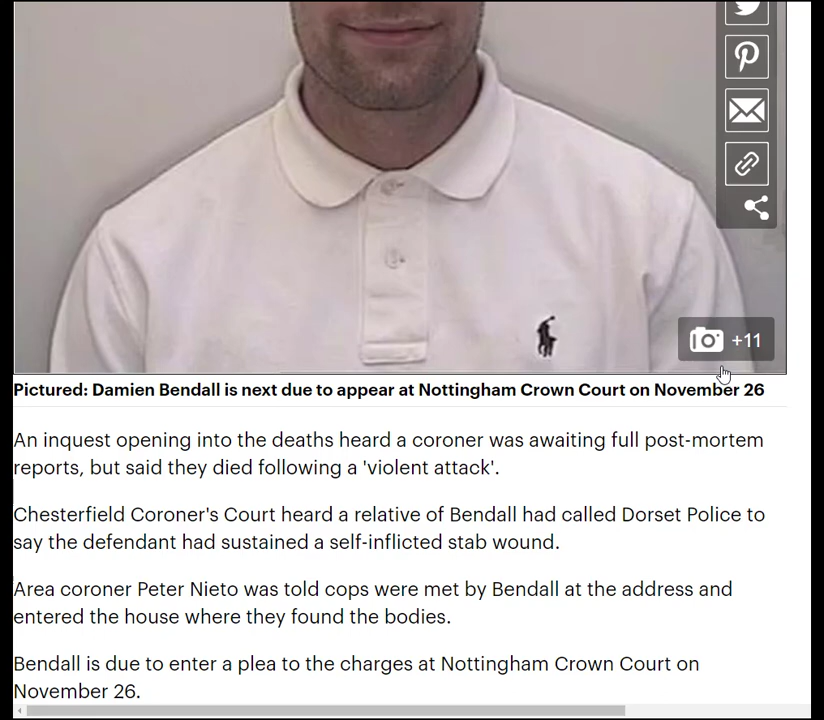 +11
Pictured: Damien Bendall is next due to appear at Nottingham Crown Court on November 26
An inquest opening into the deaths heard a coroner was awaiting full post-mortem
reports, but said they died following a 'violent attack'.
Chesterfield Coroner's Court heard a relative of Bendall had called Dorset Police to
say the defendant had sustained a self-inflicted stab wound.
Area coroner Peter Nieto was told cops were met by Bendall at the address and
entered the house where they found the bodies.
Bendall is due to enter a plea to the charges at Nottingham Crown Court on
November 26.